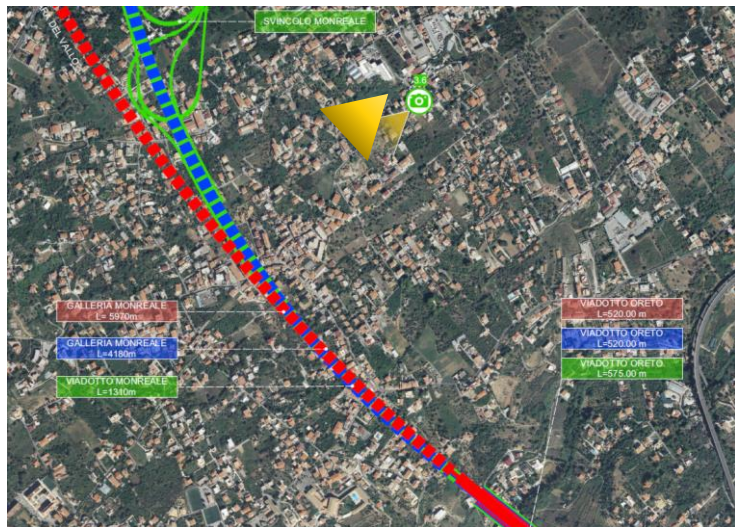 SVINCOLO MONREALE
3.6
GALLERIA MONREALE
L= 5970m
GALLERIA MONREALE
L=4180m
VIADOTTO MONREALE
L=1310m
VIADOTTO ORETO
L=520.00 m
VIADOTTO ORETO
L=520.00 m
VIADOTTO ORETO
L=575.00 m